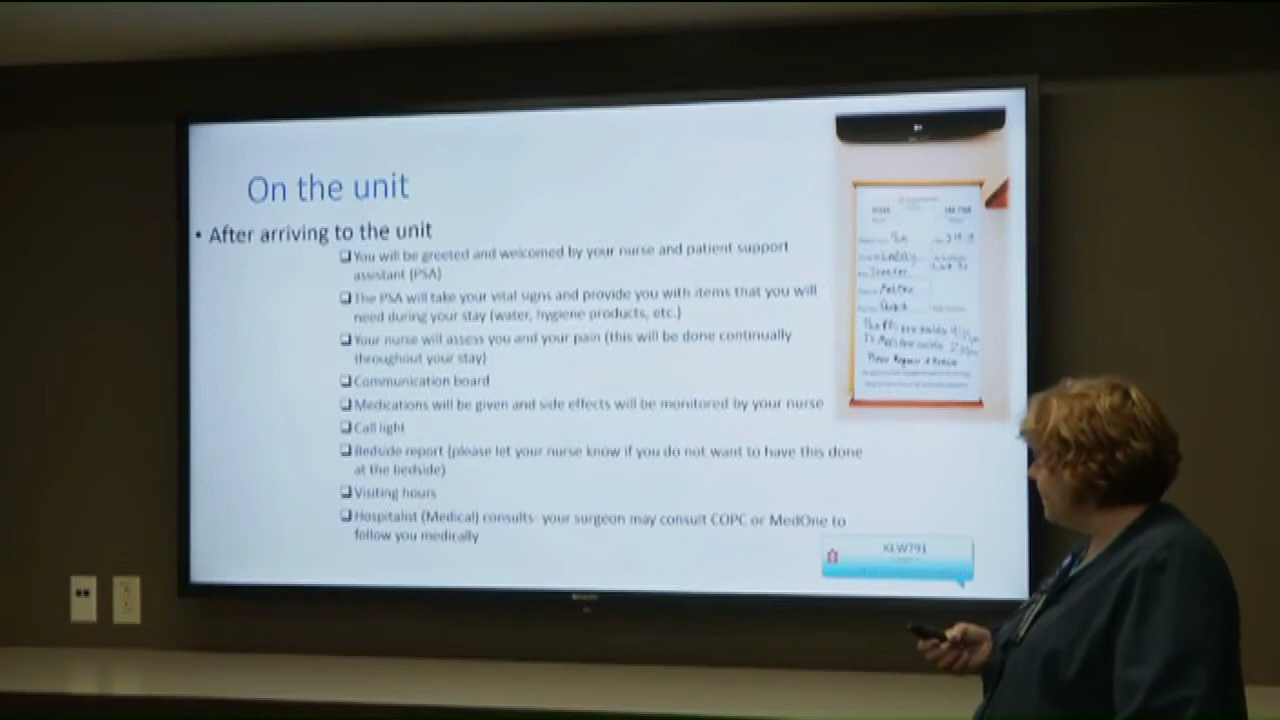 On the unit
• After arriving to the unit
❑ You will be greeted and welcomed by your nurse and patient support
assistant (PSA)
❑ The PSA will take your vital signs and provide you with items that you will
need during your stay (water, hygiene products, etc.)
❑ Your nurse will assess you and your pain (this will be done continually
throughout your stay)
❑ Communication board
❑ Medications will be given and side effects will be monitored by your nurse
❑ Call light
❑ Bedside report (please let your nurse know if you do not want to have this done
at the bedside)
❑ Visiting hours
❑ Hospitalist (Medical) consults- your surgeon may consult COPC or MedOne to
follow you medically
KLW791